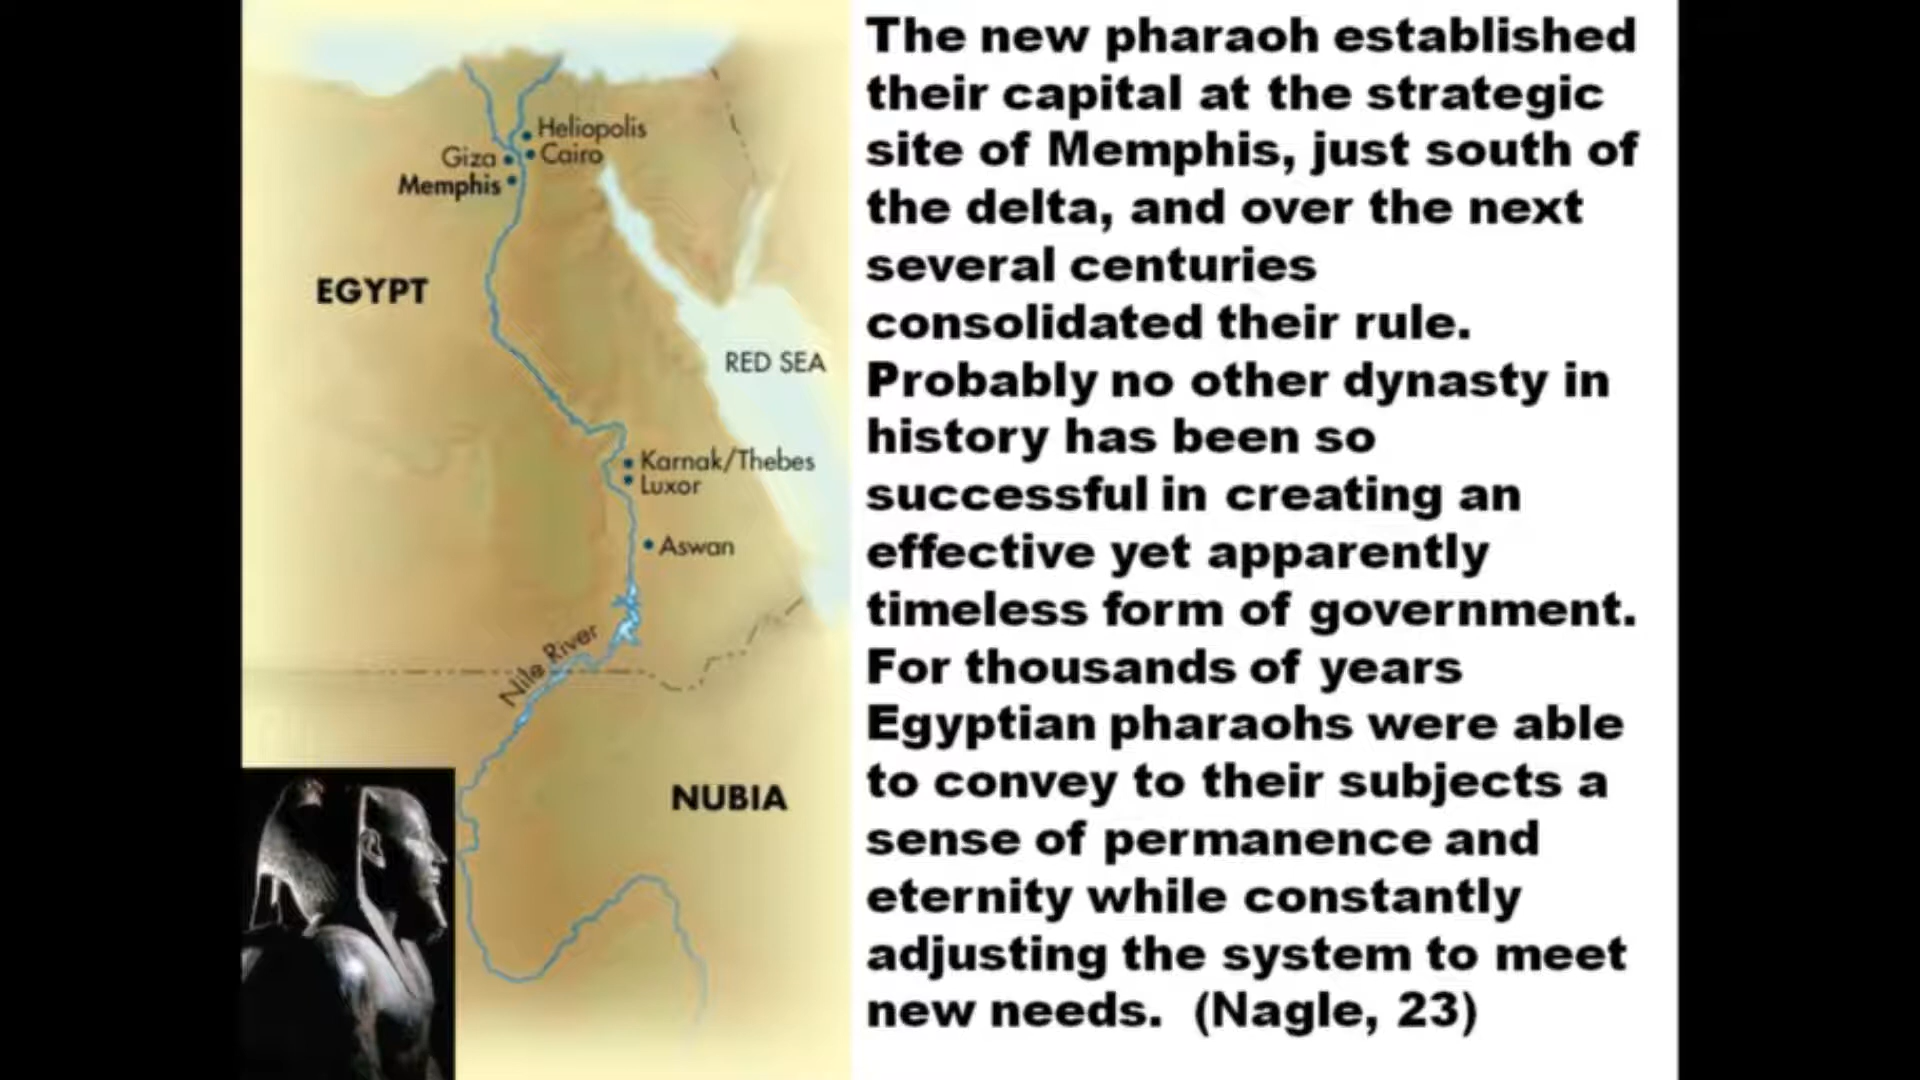 The new pharaoh established
their capital at the strategic
site of Memphis, just south of
the delta, and over the next
several centuries
consolidated their rule.
Probably no other dynasty in
history has been so
successful in creating an
effective yet apparently
timeless form of government.
For thousands of years
Egyptian pharaohs were able
to convey to their subjects a
sense of permanence and
eternity while constantly
adjusting the system to meet
new needs. (Nagle, 23)
Heliopolis
Giza
Cairo
Memphis
EGYPT
RED SEA
Karnak/Thebes
Luxor
Aswan
Nile River
NUBIA